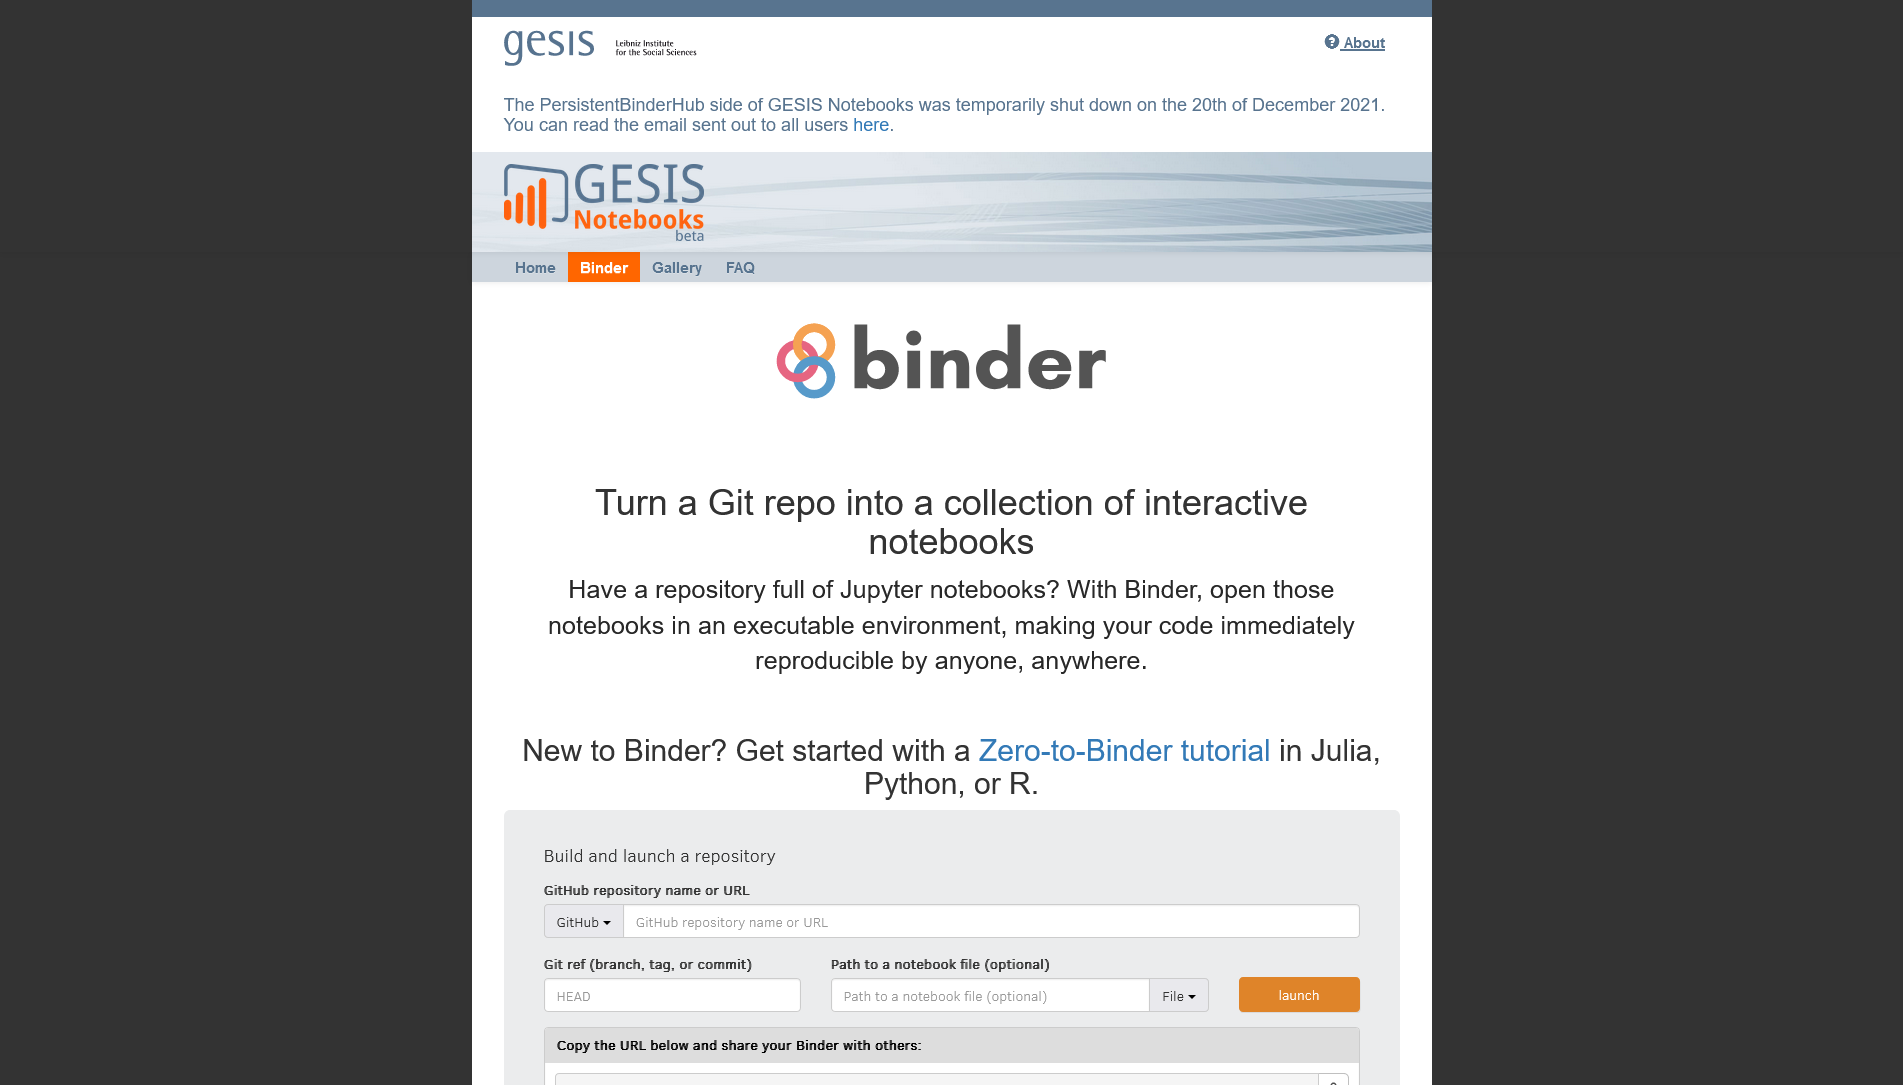 gesis
Leibniz Institute
for the Social Sciences
About
The PersistentBinderHub side of GESIS Notebooks was temporarily shut down on the 20th of December 2021.
You can read the email sent out to all users here.
GESIS
Notebooks
beta
Home Binder Gallery FAQ
binder
Turn a Git repo into a collection of interactive
notebooks
Have a repository full of Jupyter notebooks? With Binder, open those
notebooks in an executable environment, making your code immediately
reproducible by anyone, anywhere.
New to Binder? Get started with a Zero-to-Binder tutorial in Julia,
Python, or R.
Build and launch a repository
GitHub repository name or URL
GitHub GitHub repository name or URL
Git ref (branch, tag, or commit) Path to a notebook file (optional)
HEAD Path to a notebook file (optional) File launch
Copy the URL below and share your Binder with others: